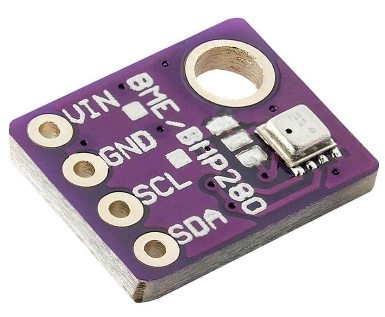 VIN
GND
SCL
SDA
BME/BMP280